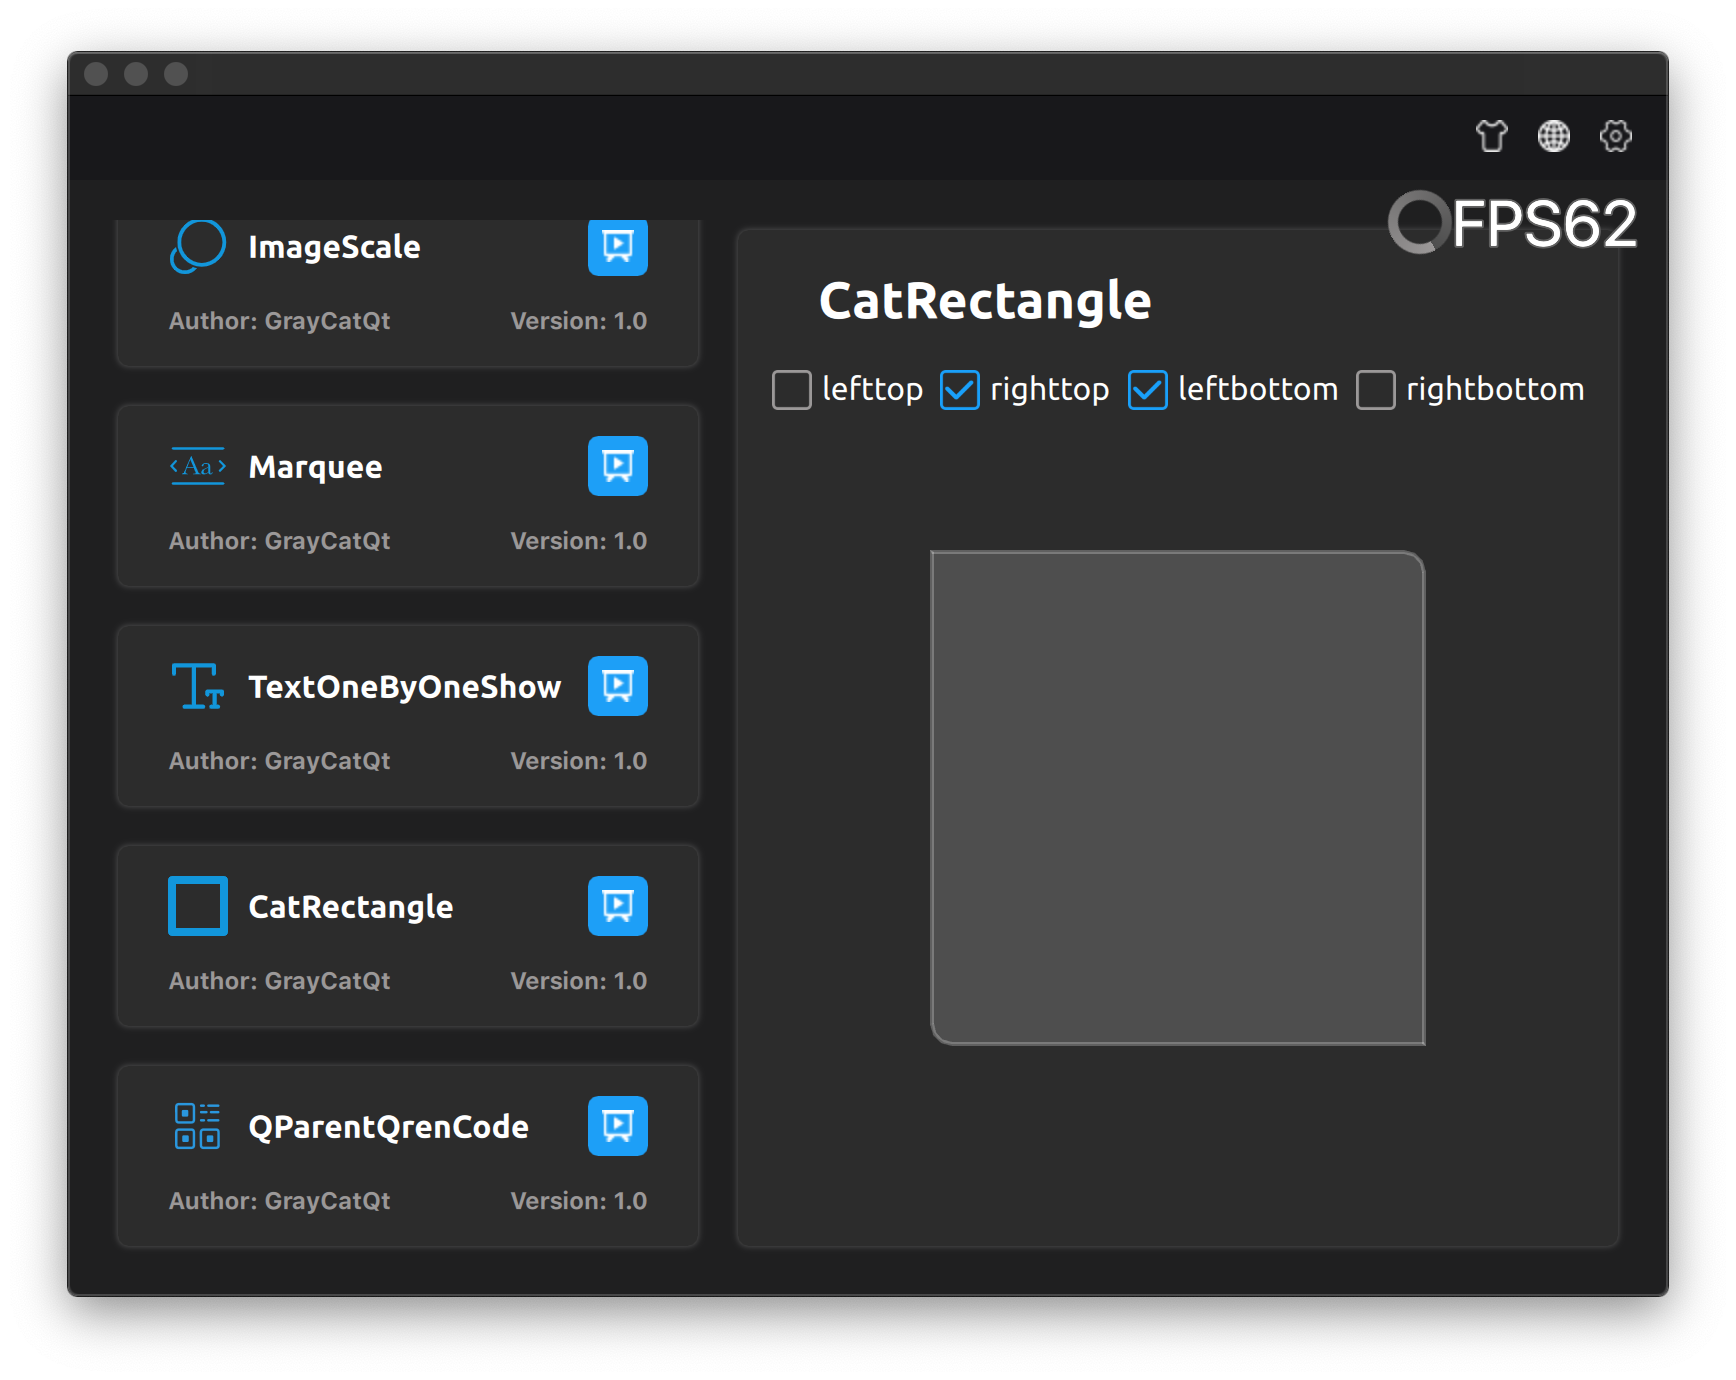 FPS62
ImageScale
Author: GrayCatQt Version: 1.0
Aa Marquee
Author: GrayCatQt Version: 1.0
TextOneByOneShow
Author: GrayCatQt Version: 1.0
CatRectangle
Author: GrayCatQt Version: 1.0
QParentQrenCode
Author: GrayCatQt Version: 1.0
CatRectangle
lefttop righttop leftbottom rightbottom